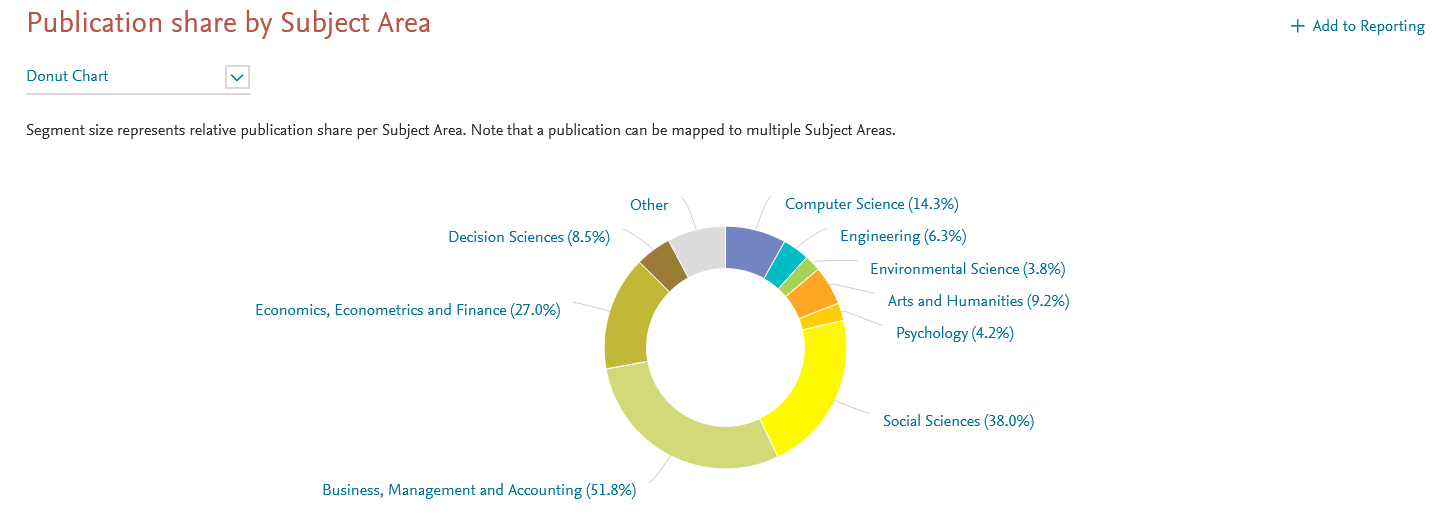 Publication share by Subject Area
+ Add to Reporting
Donut Chart
Segment size represents relative publication share per Subject Area. Note that a publication can be mapped to multiple Subject Areas.
Other
Computer Science (14.3%)
Decision Sciences (8.5%)
Engineering (6.3%)
Environmental Science (3.8%)
Arts and Humanities (9.2%)
Economics, Econometrics and Finance (27.0%)
Psychology (4.2%)
Social Sciences (38.0%)
Business, Management and Accounting (51.8%)